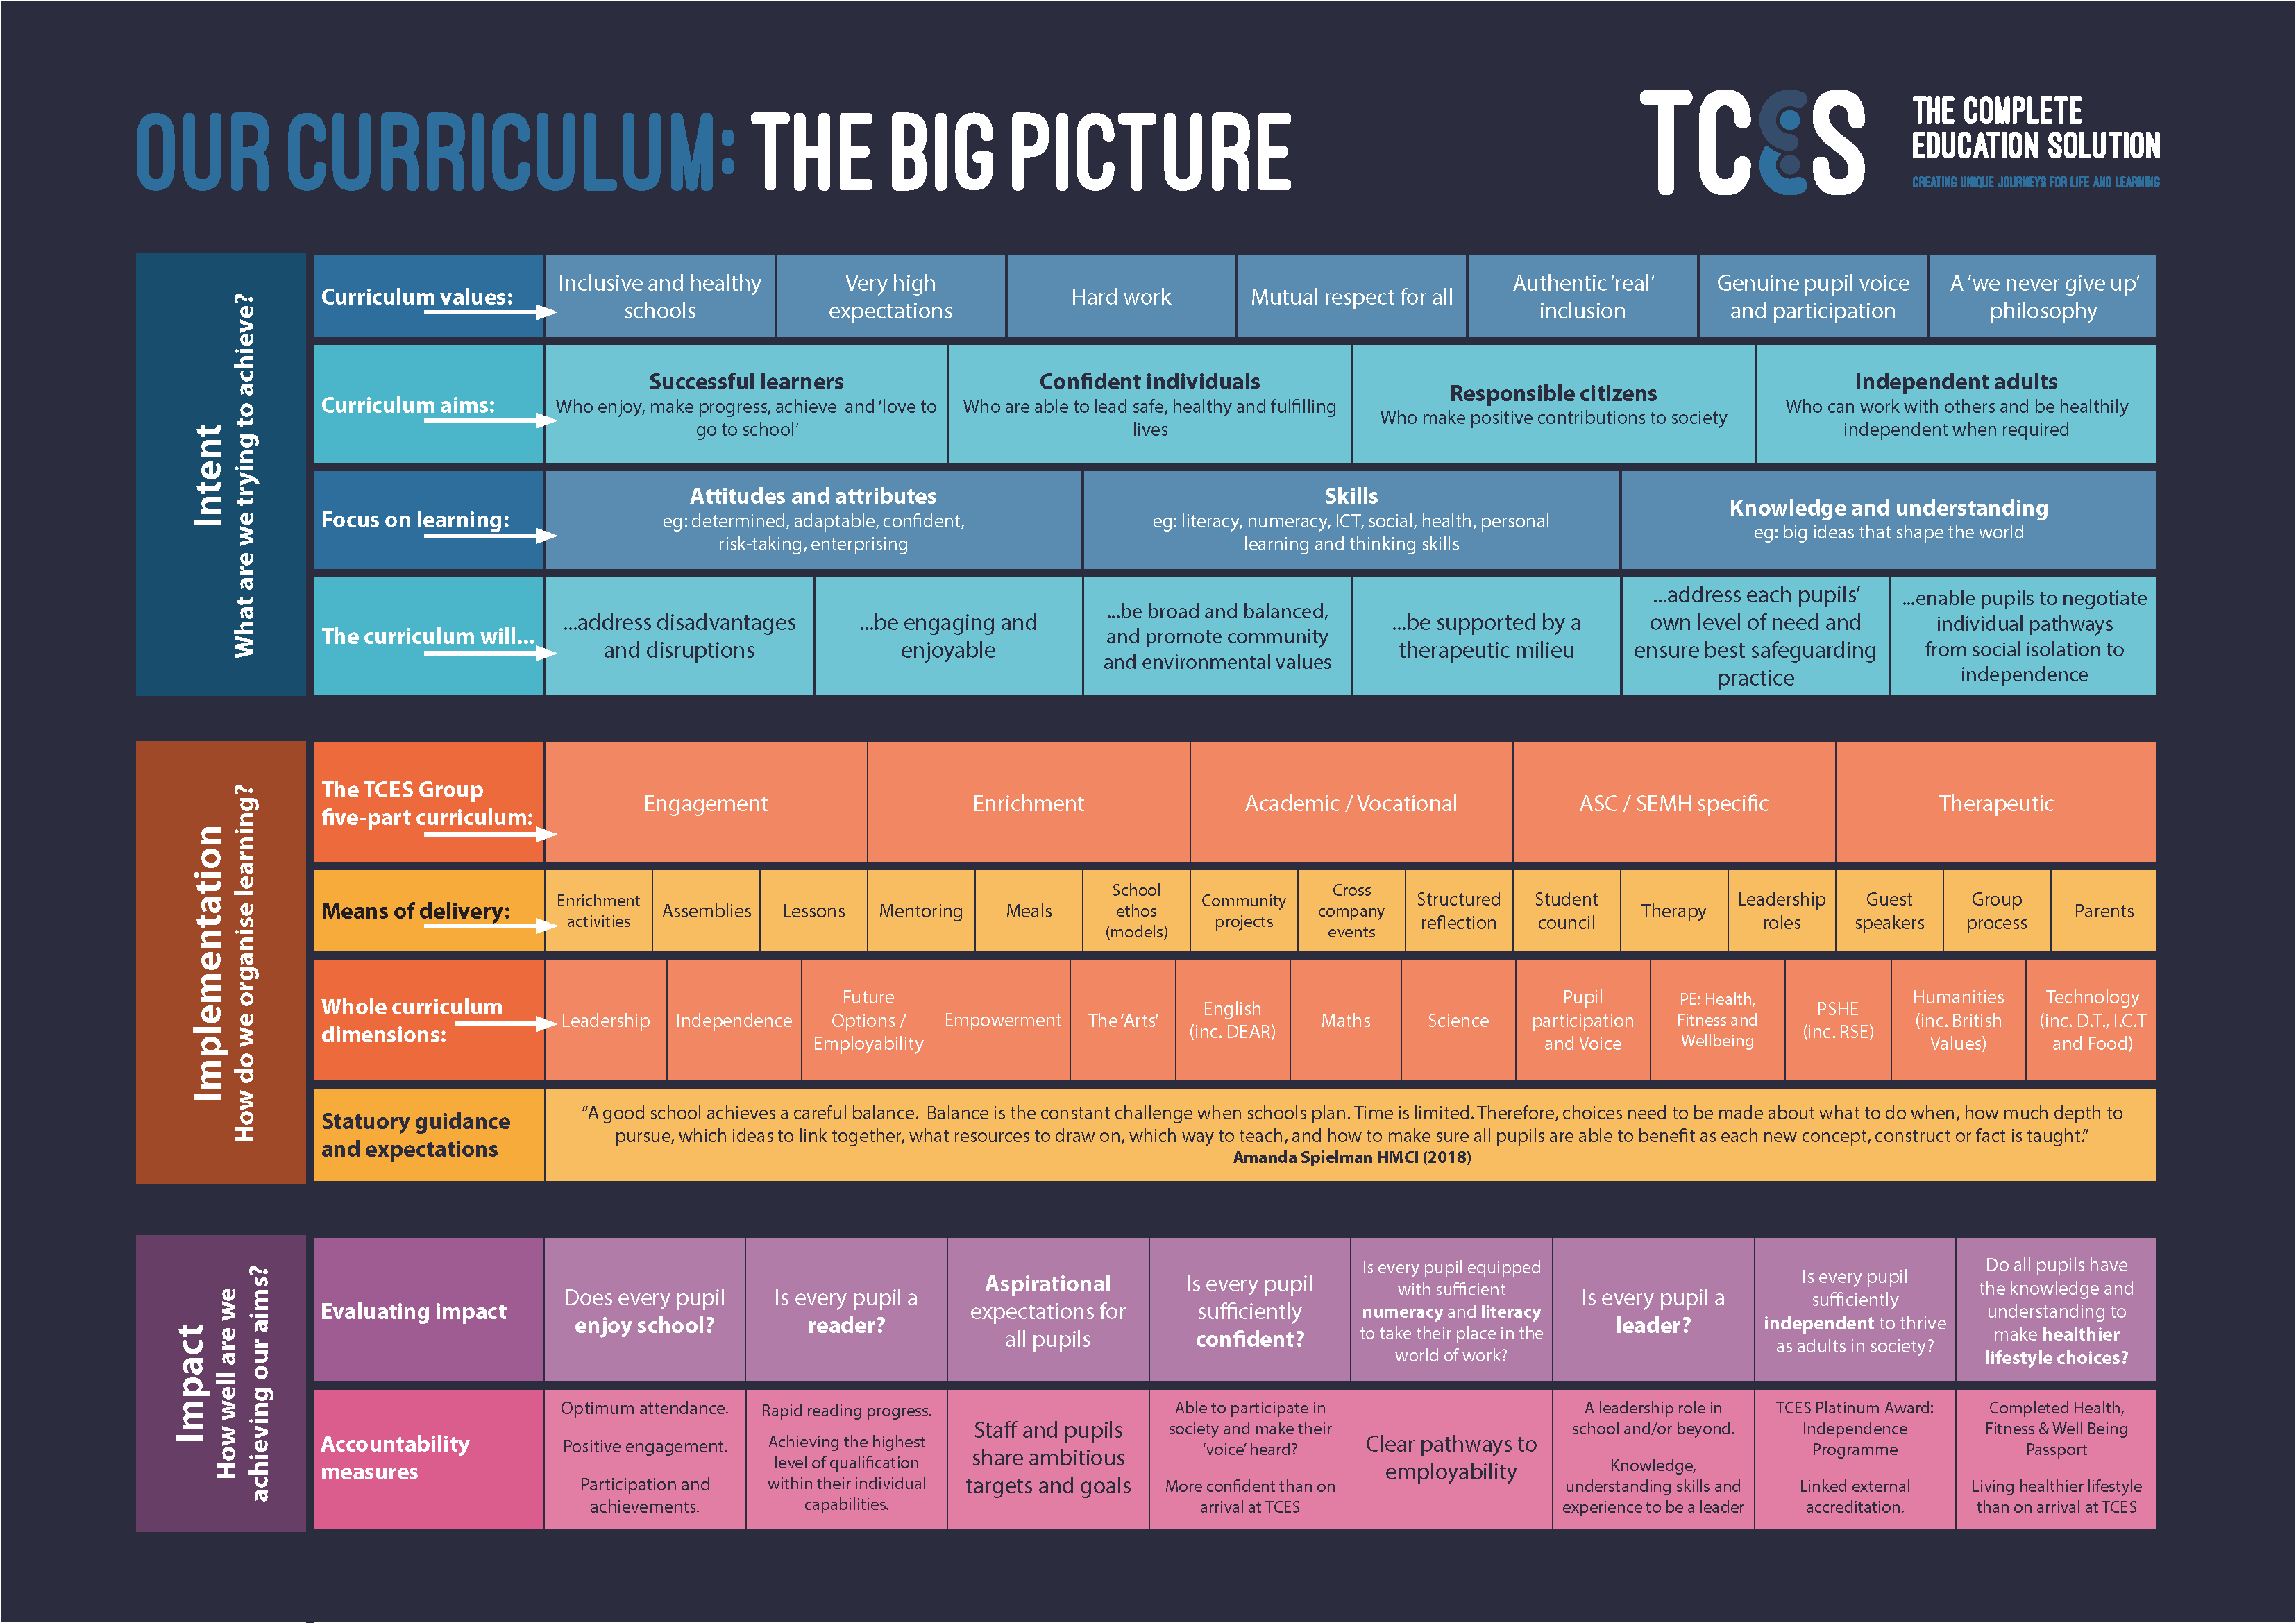 OUR CURRICULUM: THE BIG PICTURE
TCES
THE COMPLETE
EDUCATION SOLUTION
CREATING UNIQUE JOURNEYS FOR LIFE AND LEARNING
Intent
What are we trying to achieve?
Curriculum values:
Inclusive and healthy
schools
Very high
expectations
Hard work
Mutual respect for all
Authentic ‘real’
inclusion
Genuine pupil voice
and participation
A ‘we never give up’
philosophy
Curriculum aims:
Successful learners
Who enjoy, make progress, achieve and ‘love to
go to school’
Confident individuals
Who are able to lead safe, healthy and fulfilling
lives
Responsible citizens
Who make positive contributions to society
Independent adults
Who can work with others and be healthily
independent when required
Focus on learning:
Attitudes and attributes
eg: determined, adaptable, confident,
risk-taking, enterprising
Skills
eg: literacy, numeracy, ICT, social, health, personal
learning and thinking skills
Knowledge and understanding
eg: big ideas that shape the world
The curriculum will...
...address disadvantages
and disruptions
...be engaging and
enjoyable
...be broad and balanced,
and promote community
and environmental values
...be supported by a
therapeutic milieu
...address each pupils’
own level of need and
ensure best safeguarding
practice
...enable pupils to negotiate
individual pathways
from social isolation to
independence
Implementation
How do we organise learning?
The TCES Group
five-part curriculum:
Engagement
Enrichment
Academic / Vocational
ASC / SEMH specific
Therapeutic
Means of delivery:
Enrichment
activities
Assemblies
Lessons
Mentoring
Meals
School
ethos
(models)
Community
projects
Cross
company
events
Structured
reflection
Student
council
Therapy
Leadership
roles
Guest
speakers
Group
process
Parents
Whole curriculum
dimensions:
Leadership
Independence
Future
Options /
Employability
Empowerment
The ‘Arts’
English
(inc. DEAR)
Maths
Science
Pupil
participation
and Voice
PE: Health,
Fitness and
Wellbeing
PSHE
(inc. RSE)
Humanities
(inc. British
Values)
Technology
(inc. D.T., I.C.T
and Food)
Statuory guidance
and expectations
“A good school achieves a careful balance. Balance is the constant challenge when schools plan. Time is limited. Therefore, choices need to be made about what to do when, how much depth to
pursue, which ideas to link together, what resources to draw on, which way to teach, and how to make sure all pupils are able to benefit as each new concept, construct or fact is taught.”
Amanda Spielman HMCI (2018)
Impact
How well are we
achieving our aims?
Evaluating impact
Does every pupil
enjoy school?
Is every pupil a
reader?
Aspirational
expectations for
all pupils
Is every pupil
sufficiently
confident?
Is every pupil equipped
with sufficient
numeracy and literacy
to take their place in the
world of work?
Is every pupil a
leader?
Is every pupil
sufficiently
independent to thrive
as adults in society?
Do all pupils have
the knowledge and
understanding to
make healthier
lifestyle choices?
Accountability
measures
Optimum attendance.
Positive engagement.
Participation and
achievements.
Rapid reading progress.
Achieving the highest
level of qualification
within their individual
capabilities.
Staff and pupils
share ambitious
targets and goals
Able to participate in
society and make their
‘voice’ heard?
More confident than on
arrival at TCES
Clear pathways to
employability
A leadership role in
school and/or beyond.
Knowledge,
understanding skills and
experience to be a leader
TCES Platinum Award:
Independence
Programme
Linked external
accreditation.
Completed Health,
Fitness & Well Being
Passport
Living healthier lifestyle
than on arrival at TCES